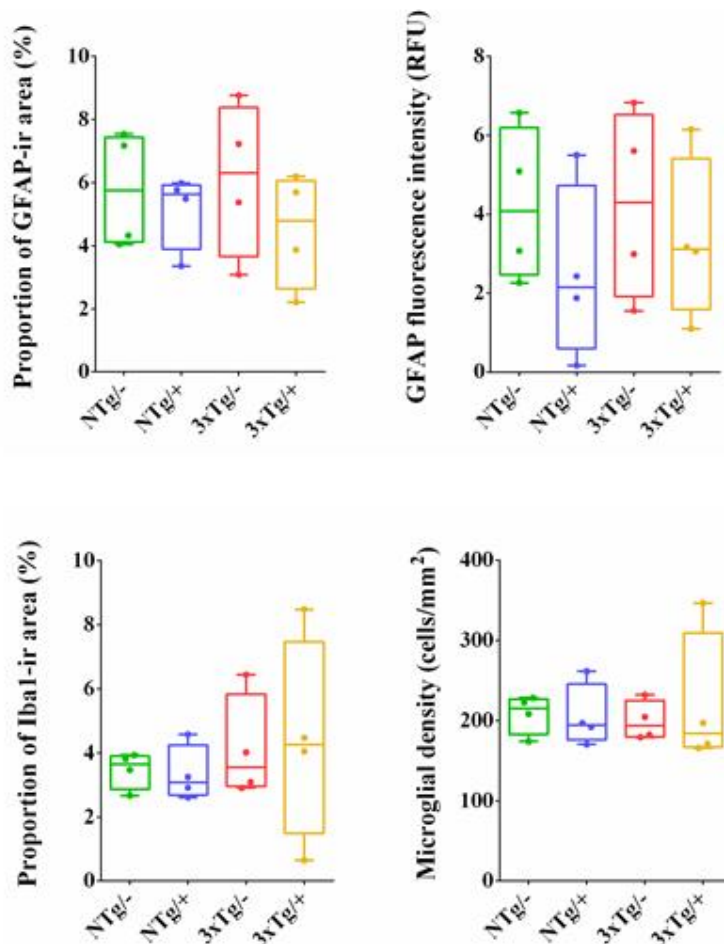 Proportion of GFAP-ir area (%)
10
8
6
4
2
0
NTg/-
NTg/+
3xTg/-
3xTg/+
GFAP fluorescence intensity (RFU)
8
6
4
2
0
NTg/-
NTg/+
3xTg/-
3xTg/+
Proportion of Iba1-ir area (%)
10
8
6
4
2
0
NTg/-
NTg/+
3xTg/-
3xTg/+
Microglial density (cells/mm²)
400
300
200
100
0
NTg/-
NTg/+
3xTg/-
3xTg/+